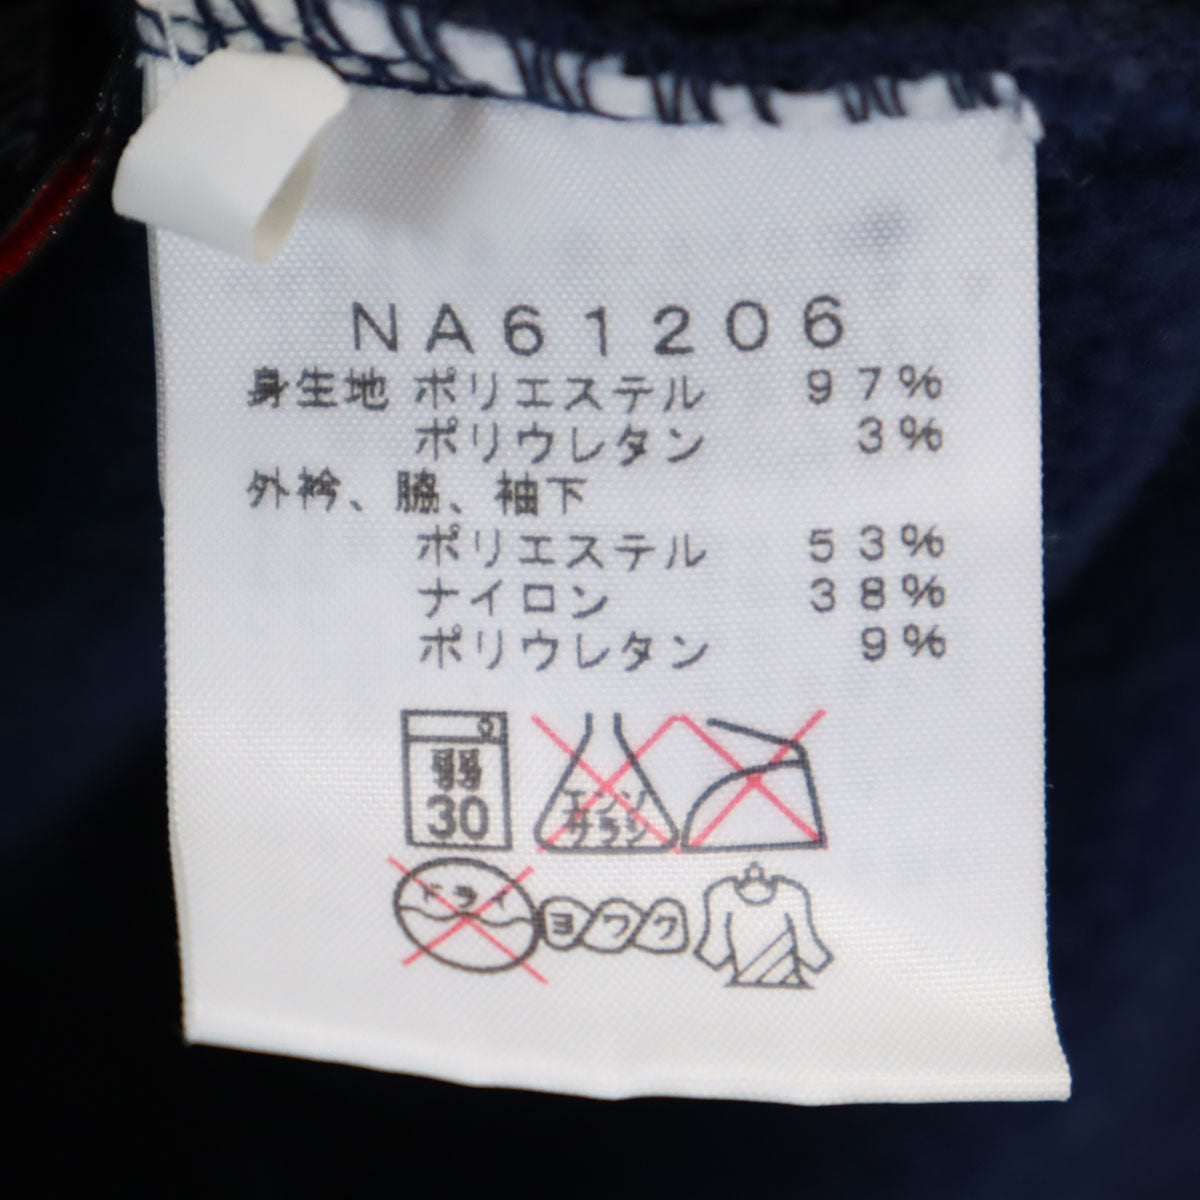 NA61206
身生地 ポリエステル 97%
ポリウレタン 3%
外衿、脇、袖下
ポリエステル 53%
ナイロン 38%
ポリウレタン 9%
弱
30
エンソ
サラシ
ドライ
ヨワク